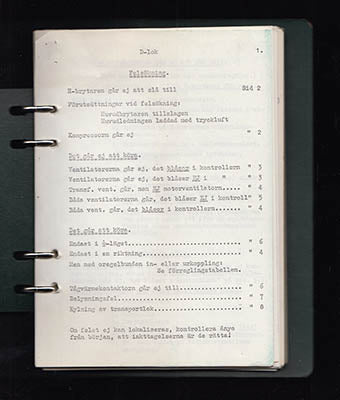 D-lok 1.
Felsökning.
H-brytaren går ej att slå till Bld 2
Förutsättningar vid felsökning:
Huvudbrytaren tillslagen
Huvudledningen laddad med tryckluft
Kompressorn går ej " 2
Det går ej att köra.
Ventilatorerna går ej, det blåser i kontrollern " 3
Ventilatorerna går ej, det blåser EJ i " " 3
Transf. vent. går, men EJ motorventilatorn..... " 4
Båda ventilatorerna går, det blåser EJ i kontroll" 5
Båda vent. går, det blåser i kontrollern....... " 4
Det går att köra.
Endast i läget........................... " 6
Endast i en riktning....................... " 4
Men med oregelbunden in- eller urkoppling:
Se förreglingstabellen.
Tågvärmekontaktorn går ej till............. " 6
Belysningsfel.............................. " 7
Kylning av transportlok.................... " 8
Om felet ej kan lokaliseras, kontrollera ånyo
från början, att iakttagelserna är de rätta!